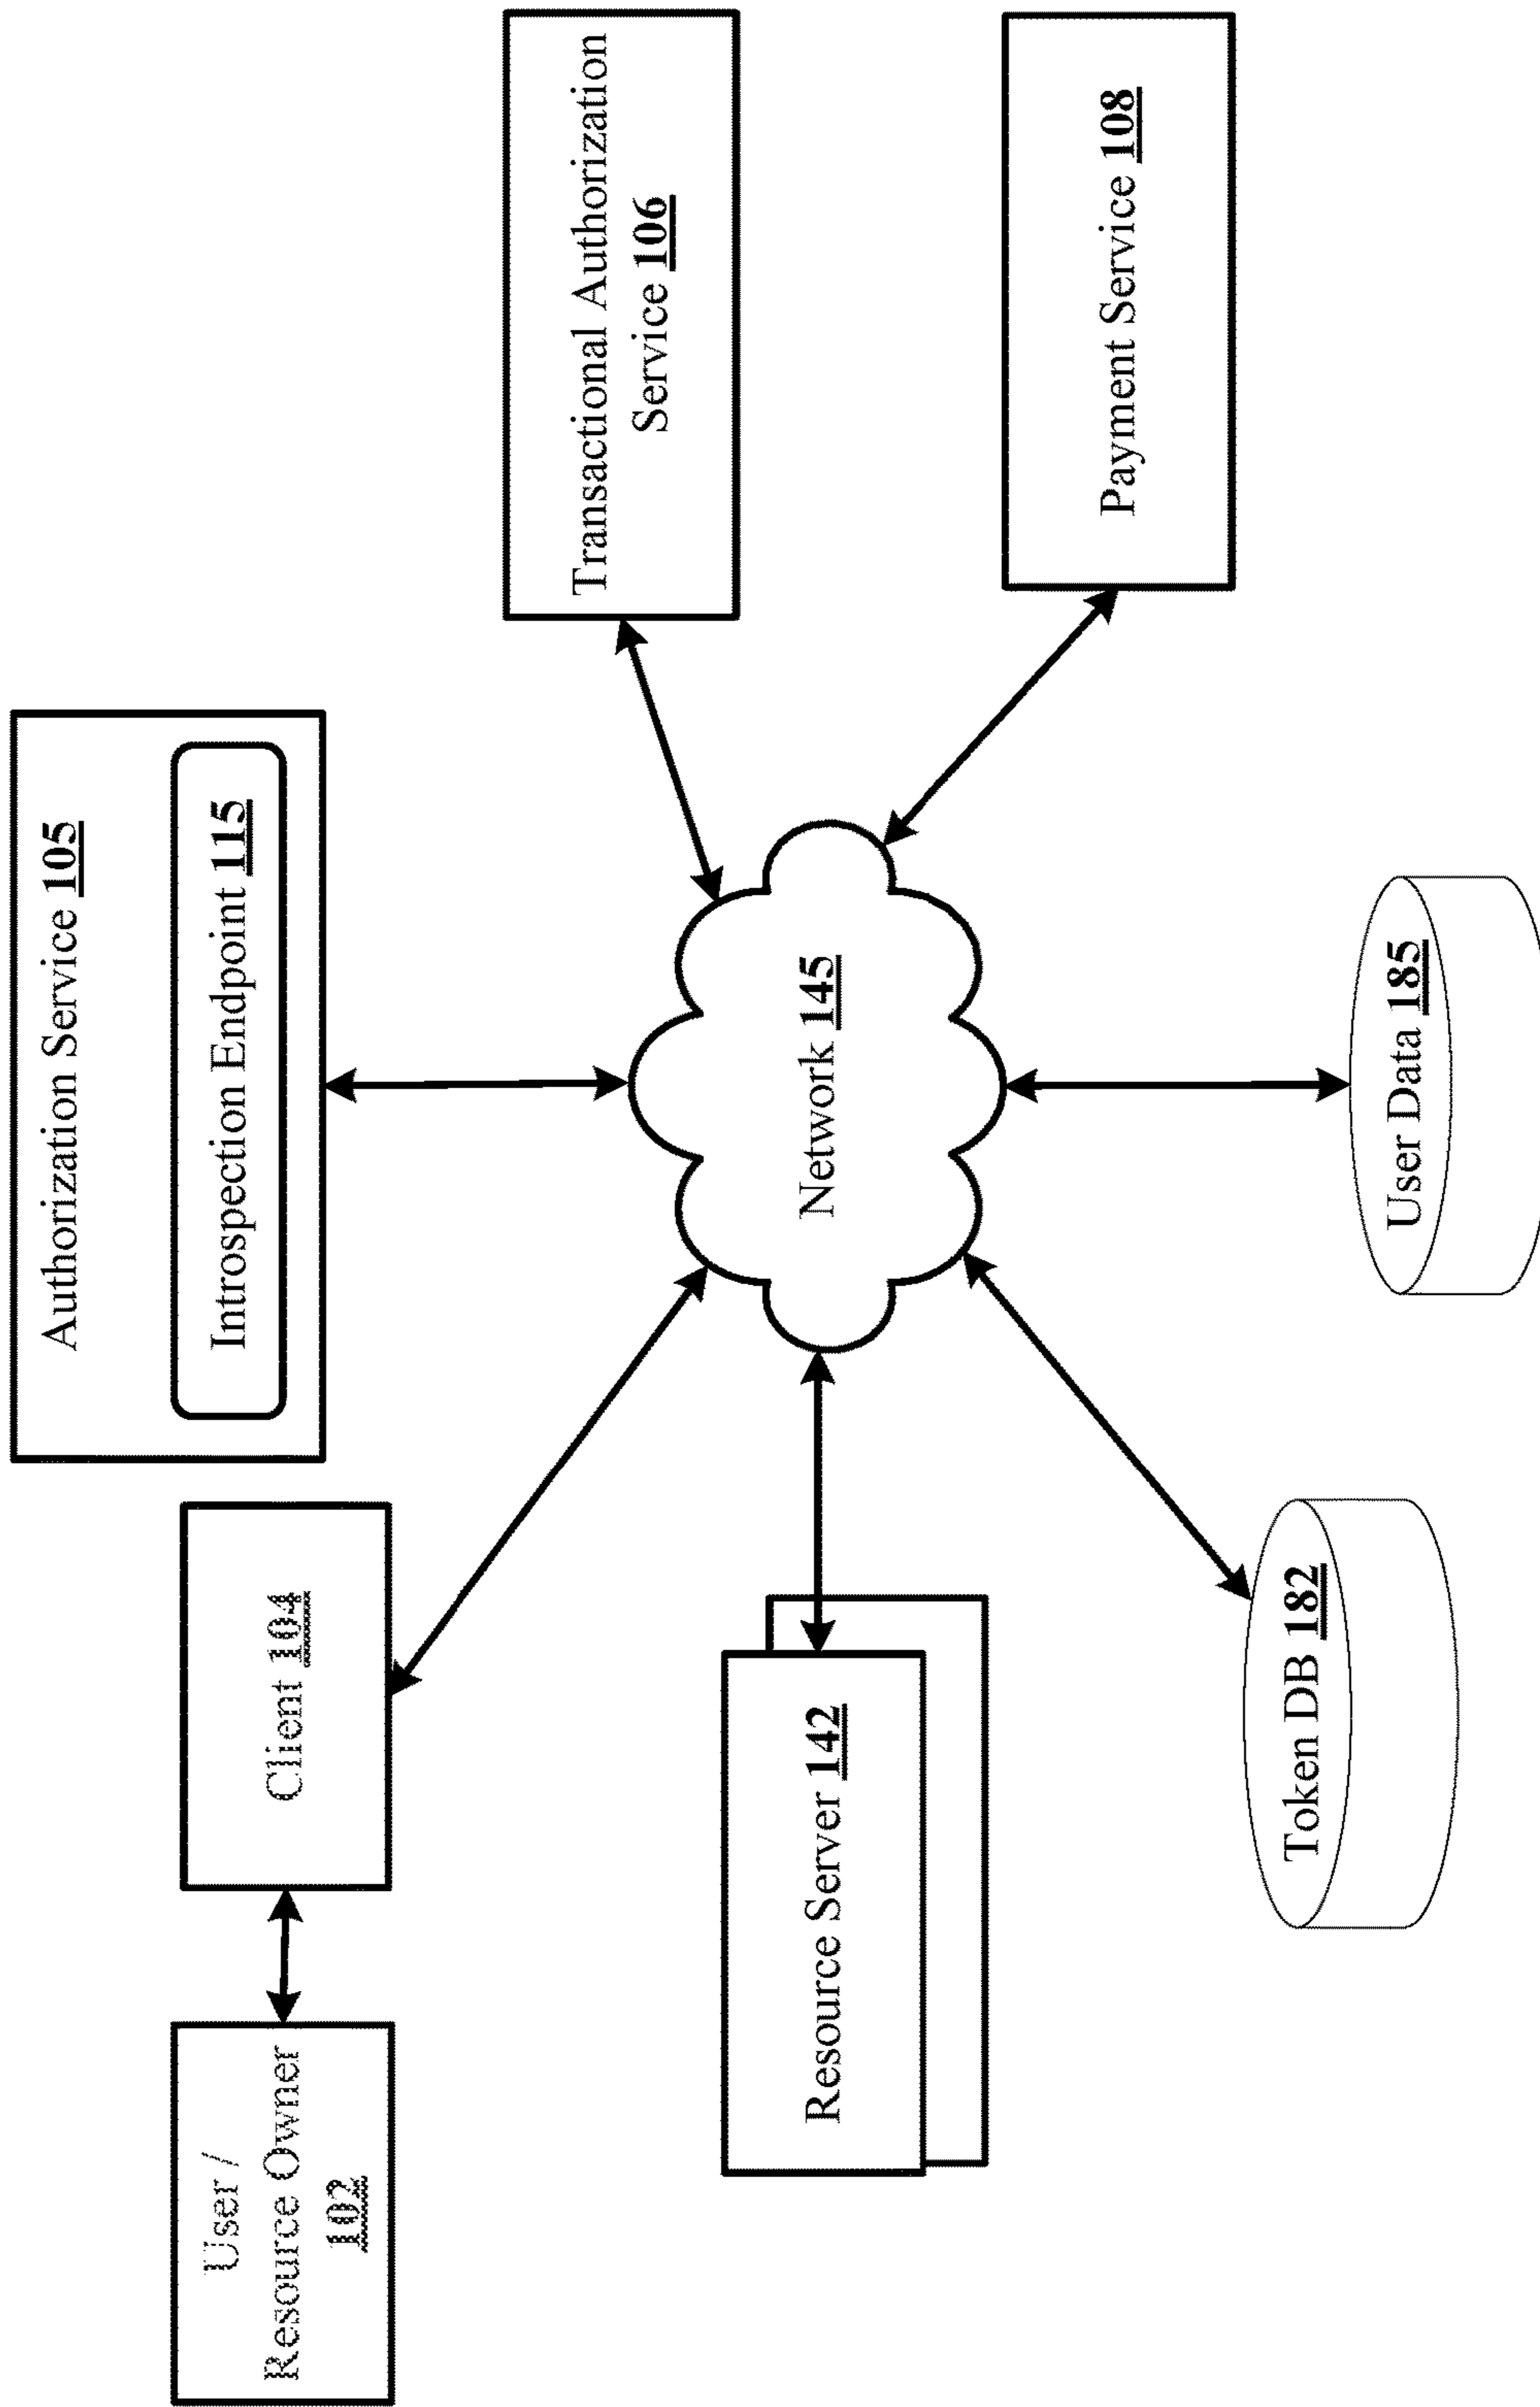 User /
Resource Owner
102
Client 104
Authorization Service 105
Introspection Endpoint 115
Transactional Authorization
Service 106
Resource Server 142
Network 145
Payment Service 108
Token DB 182
User Data 185